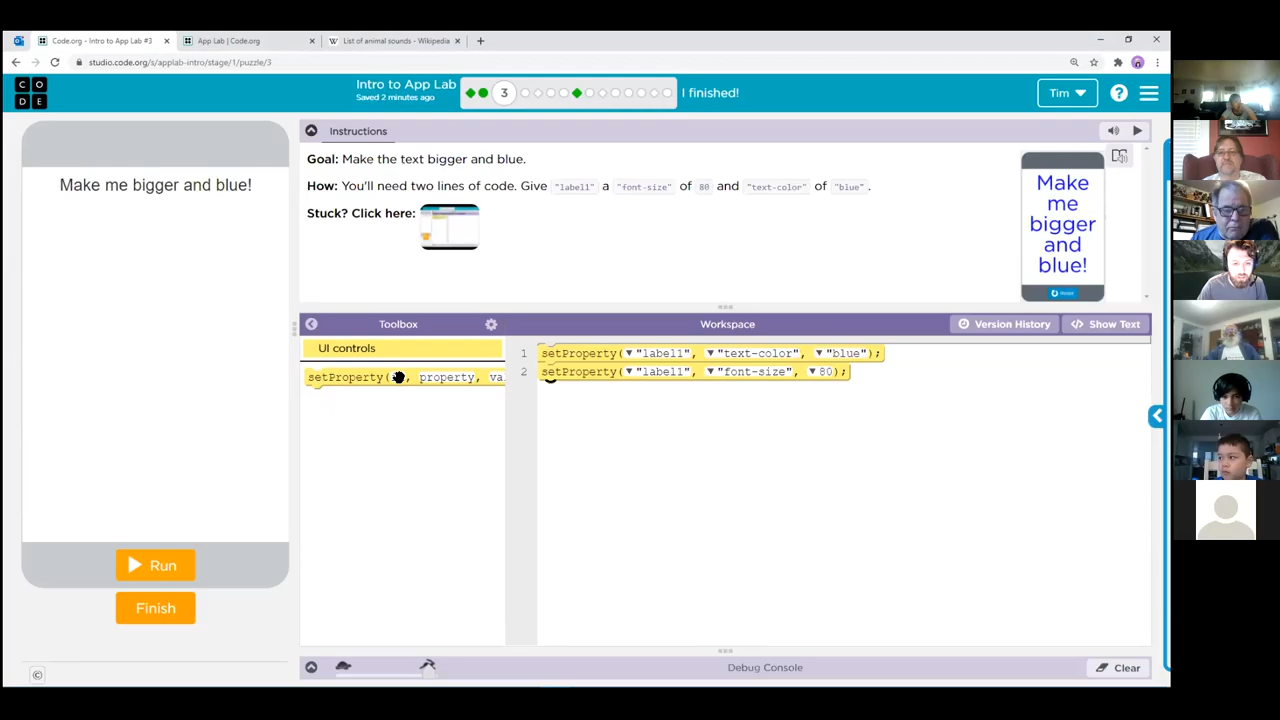 Code.org - Intro to App Lab #3
App Lab | Code.org
List of animal sounds - Wikipedia
studio.code.org/s/applab-intro/stage/1/puzzle/3
C O
D E
Intro to App Lab
Saved 2 minutes ago
3
I finished!
Tim
?
Make me bigger and blue!
Run
Finish
Instructions
Goal: Make the text bigger and blue.
How: You'll need two lines of code. Give "label1" a "font-size" of 80 and "text-color" of "blue".
Stuck? Click here:
Make
me
bigger
and
blue!
Toolbox
Workspace
Version History
</> Show Text
UI controls
setProperty( , property, va
1 setProperty( "label1", "text-color", "blue");
2 setProperty( "label1", "font-size", 80);
Debug Console
Clear
©